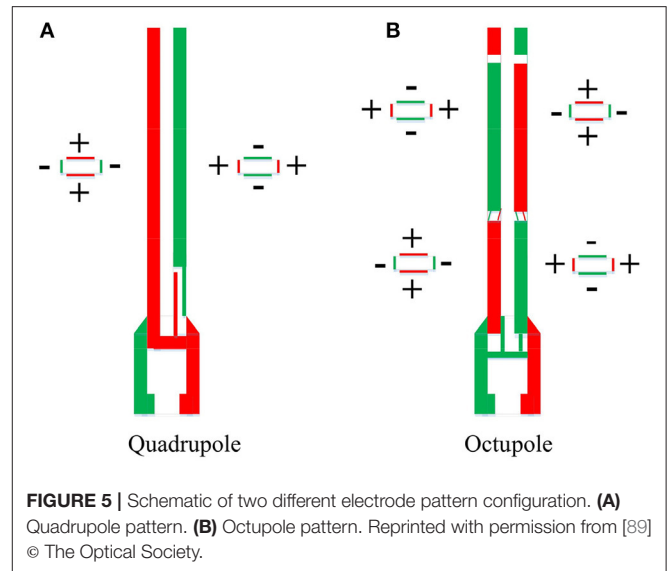 A
B
+
- -
+
-
+ +
-
-
+ +
-
+
- -
+
+
- -
+
-
+ +
-
Quadrupole
Octupole
FIGURE 5 | Schematic of two different electrode pattern configuration. (A)
Quadrupole pattern. (B) Octupole pattern. Reprinted with permission from [89]
© The Optical Society.